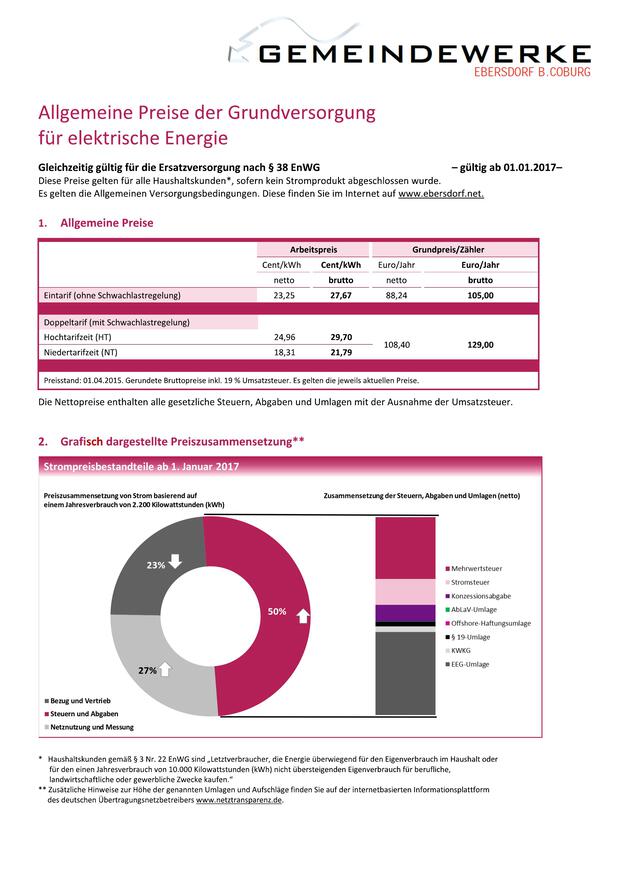 GEMEINDEWERKE
EBERSDORF B.COBURG
Allgemeine Preise der Grundversorgung
für elektrische Energie
Gleichzeitig gültig für die Ersatzversorgung nach § 38 EnWG – gültig ab 01.01.2017–
Diese Preise gelten für alle Haushaltskunden*, sofern kein Stromprodukt abgeschlossen wurde.
Es gelten die Allgemeinen Versorgungsbedingungen. Diese finden Sie im Internet auf www.ebersdorf.net.
1. Allgemeine Preise
Arbeitspreis Grundpreis/Zähler
Cent/kWh Cent/kWh Euro/Jahr Euro/Jahr
netto brutto netto brutto
Eintarif (ohne Schwachlastregelung) 23,25 27,67 88,24 105,00
Doppeltarif (mit Schwachlastregelung)
Hochtarifzeit (HT) 24,96 29,70
108,40 129,00
Niedertarifzeit (NT) 18,31 21,79
Preisstand: 01.04.2015. Gerundete Bruttopreise inkl. 19 % Umsatzsteuer. Es gelten die jeweils aktuellen Preise.
Die Nettopreise enthalten alle gesetzliche Steuern, Abgaben und Umlagen mit der Ausnahme der Umsatzsteuer.
2. Grafisch dargestellte Preiszusammensetzung**
Strompreisbestandteile ab 1. Januar 2017
Preiszusammensetzung von Strom basierend auf
einem Jahresverbrauch von 2.200 Kilowattstunden (kWh)
Zusammensetzung der Steuern, Abgaben und Umlagen (netto)
23%
50%
27%
Mehrwertsteuer
Stromsteuer
Konzessionsabgabe
AbLaV-Umlage
Offshore-Haftungsumlage
§ 19-Umlage
KWKG
EEG-Umlage
Bezug und Vertrieb
Steuern und Abgaben
Netznutzung und Messung
* Haushaltskunden gemäß § 3 Nr. 22 EnWG sind „Letztverbraucher, die Energie überwiegend für den Eigenverbrauch im Haushalt oder
für den einen Jahresverbrauch von 10.000 Kilowattstunden (kWh) nicht übersteigenden Eigenverbrauch für berufliche,
landwirtschaftliche oder gewerbliche Zwecke kaufen.“
** Zusätzliche Hinweise zur Höhe der genannten Umlagen und Aufschläge finden Sie auf der internetbasierten Informationsplattform
des deutschen Übertragungsnetzbetreibers www.netztransparenz.de.